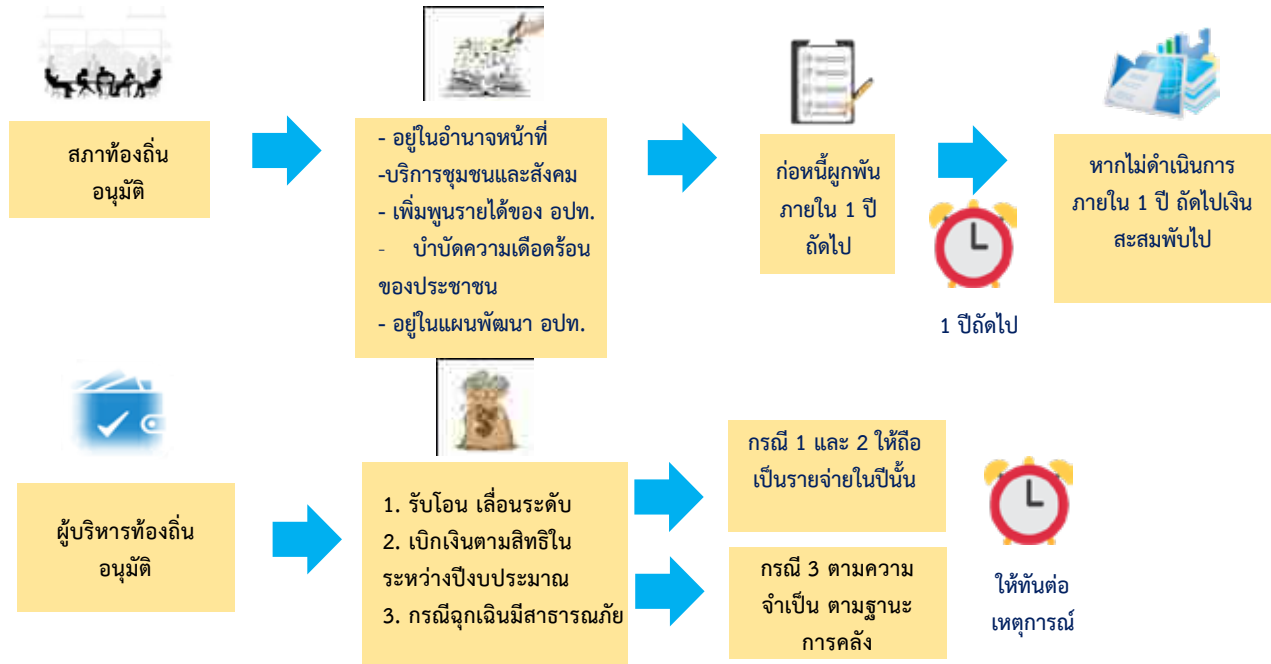 สภาท้องถิ่น
อนุมัติ
- อยู่ในอำนาจหน้าที่
-บริการชุมชนและสังคม
- เพิ่มพูนรายได้ของ อปท.
- บำบัดความเดือดร้อน
ของประชาชน
- อยู่ในแผนพัฒนา อปท.
ก่อหนี้ผูกพัน
ภายใน 1 ปี
ถัดไป
1 ปีถัดไป
หากไม่ดำเนินการ
ภายใน 1 ปี ถัดไปเงิน
สะสมพับไป
ผู้บริหารท้องถิ่น
อนุมัติ
1. รับโอน เลื่อนระดับ
2. เบิกเงินตามสิทธิใน
ระหว่างปีงบประมาณ
3. กรณีฉุกเฉินมีสาธารณภัย
กรณี 1 และ 2 ให้ถือ
เป็นรายจ่ายในปีนั้น
กรณี 3 ตามความ
จำเป็น ตามฐานะ
การคลัง
ให้ทันต่อ
เหตุการณ์